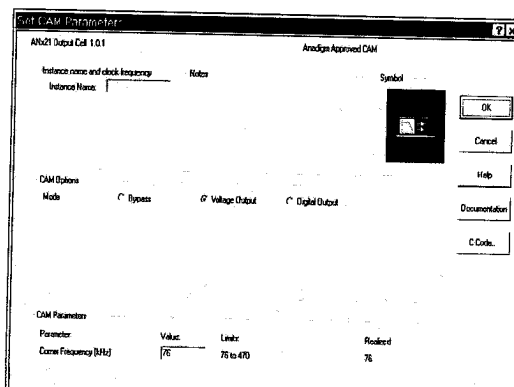 Set CAM Parameters
ANx21 Output Cell 1.0.1 Anadigm Approved CAM
Instance name and clock frequency Notes Symbol
Instance Name:
OK
Cancel
Help
Documentation
C Code..
CAM Options
Mode Bypass Voltage Output Digital Output
CAM Parameters
Parameter Value: Limits: Realized
Corner Frequency [kHz] 76 76 to 470 76